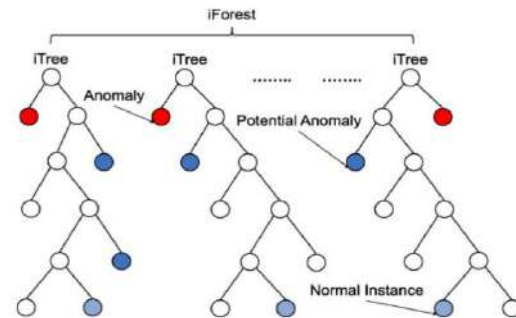 iForest
iTree iTree ........ ........ iTree
Anomaly
Potential Anomaly
Normal Instance